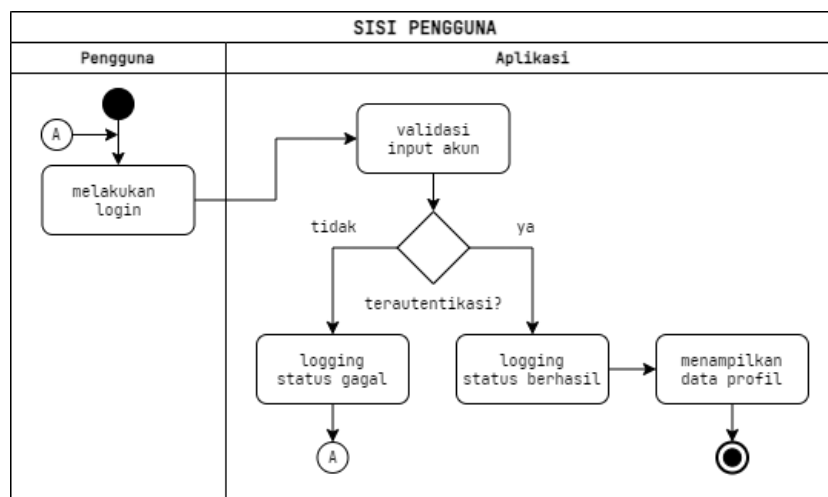 SISI PENGGUNA
Pengguna
Aplikasi
A
melakukan
login
validasi
input akun
tidak
ya
terautentikasi?
logging
status gagal
logging
status berhasil
menampilkan
data profil
A